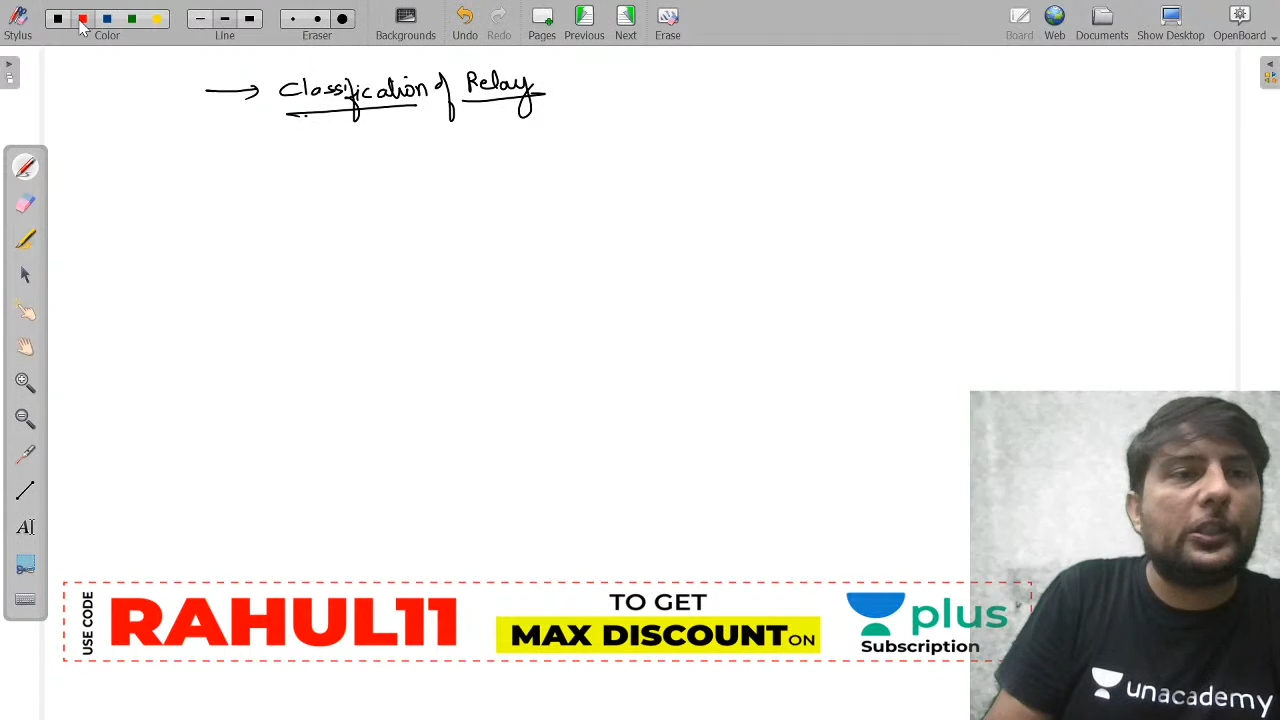 Stylus
Color
Line
Eraser
Backgrounds
Undo
Redo
Pages
Previous
Next
Erase
Board
Web
Documents
Show Desktop
OpenBoard
→ Classification of Relay
AI
USE CODE
RAHUL11
TO GET
MAX DISCOUNT ON
plus
Subscription
unacademy